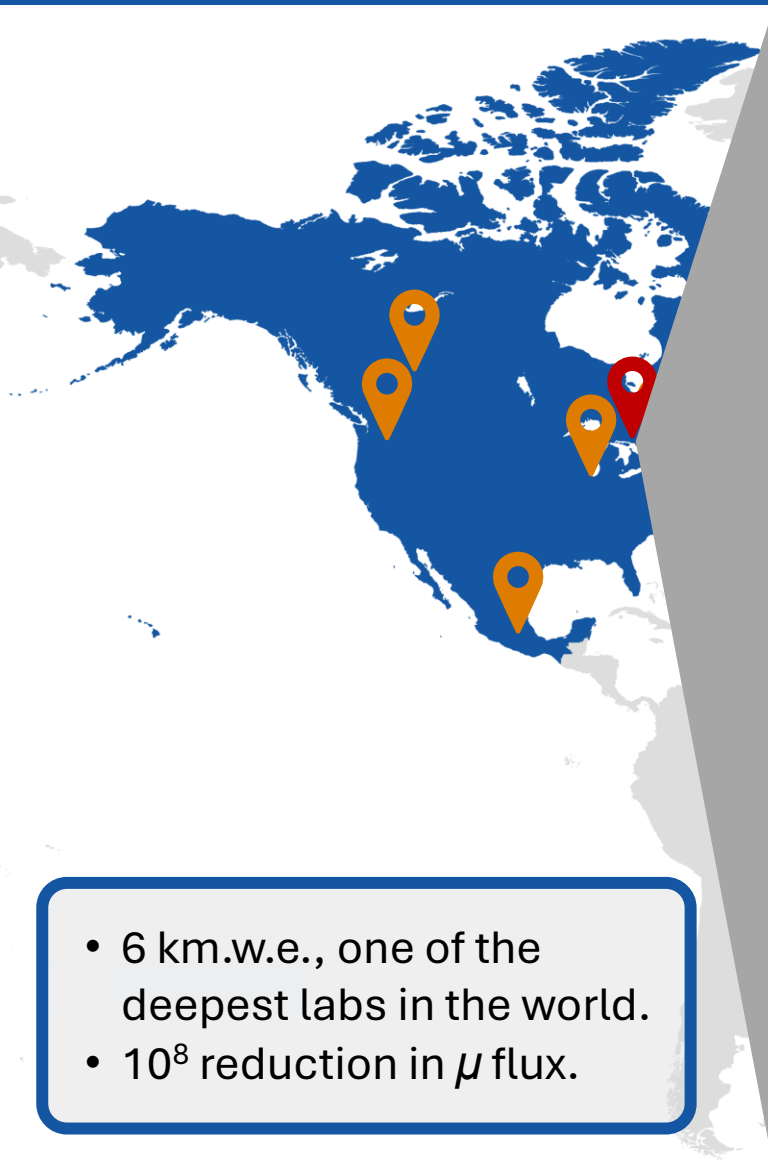 • 6 km.w.e., one of the
deepest labs in the world.
• 10⁸ reduction in μ flux.